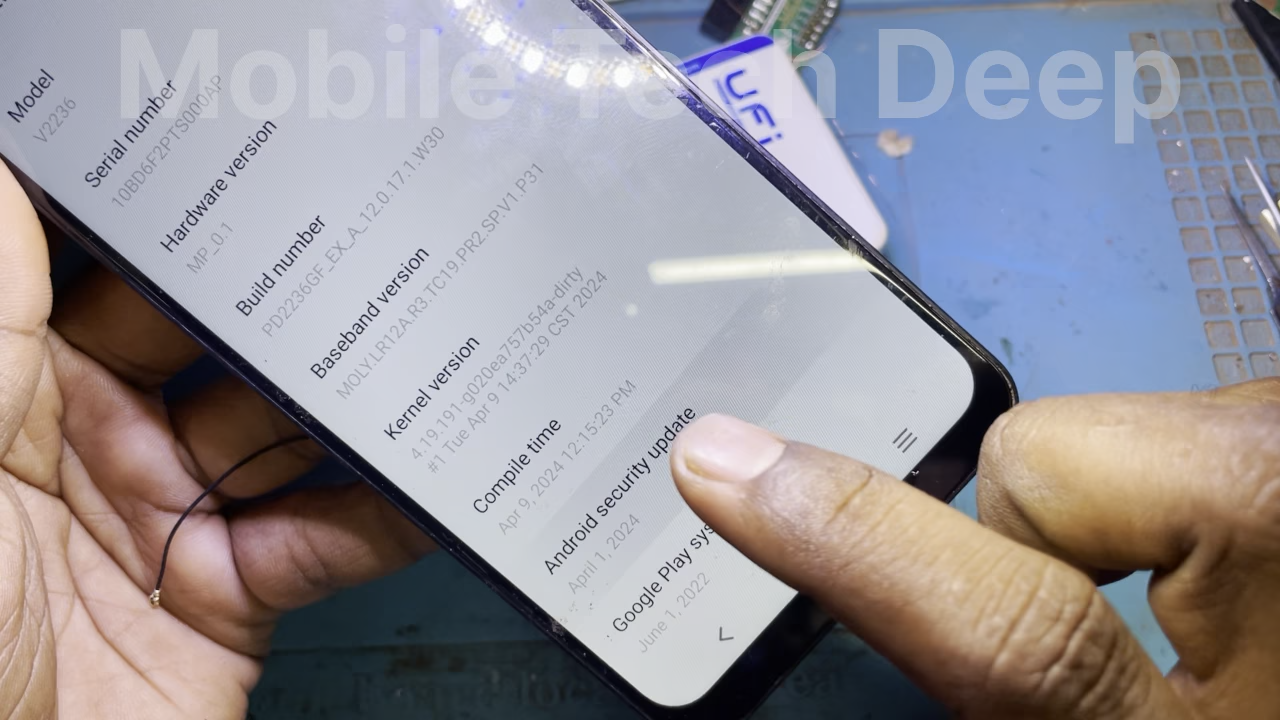 Mobile Tech Deep
Model
V2236
Serial number
10BD6F2PTS000AP
Hardware version
MP_0.1
Build number
PD2236GF_EX_A_12.0.17.1.W30
Baseband version
MOLY.LR12A.R3.TC19.PR2.SP.V1.P31
Kernel version
4.19.191-g020ea757b54a-dirty
#1 Tue Apr 9 14:37:29 CST 2024
Compile time
Apr 9, 2024 12:15:23 PM
Android security update
April 1, 2024
Google Play sys
June 1, 2022
UFi